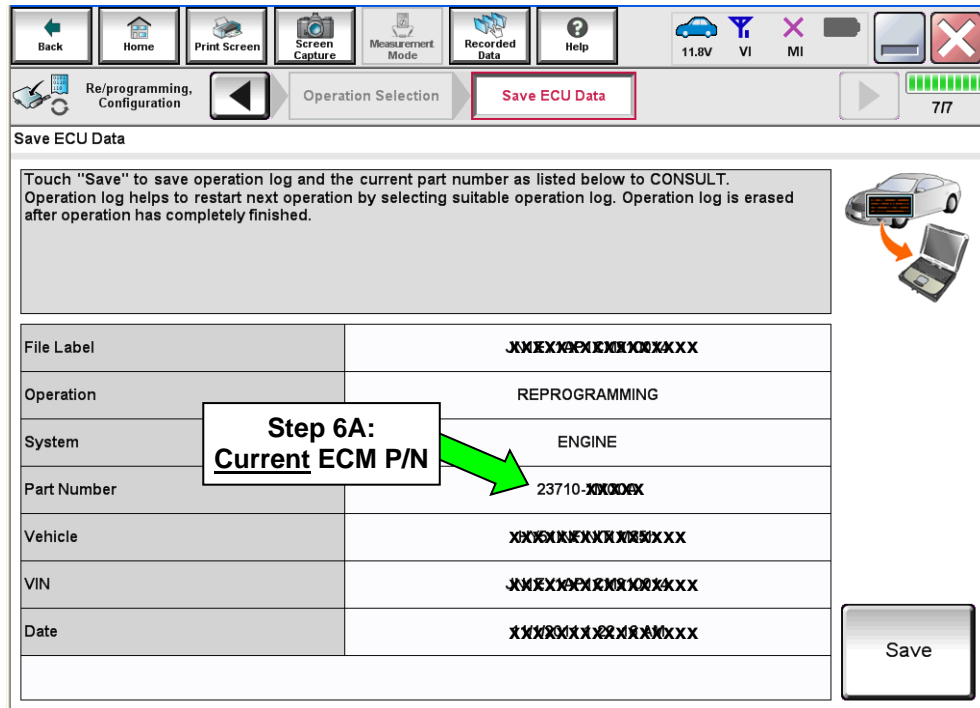 Back
Home
Print Screen
Screen
Capture
Measurement
Mode
Recorded
Data
Help
11.8V
VI
MI
Re/programming,
Configuration
Operation Selection
Save ECU Data
7/7
Save ECU Data
Touch "Save" to save operation log and the current part number as listed below to CONSULT.
Operation log helps to restart next operation by selecting suitable operation log. Operation log is erased
after operation has completely finished.
File Label
Operation
REPROGRAMMING
System
ENGINE
Step 6A:
Current ECM P/N
Part Number
23710-
Vehicle
VIN
Date
Save